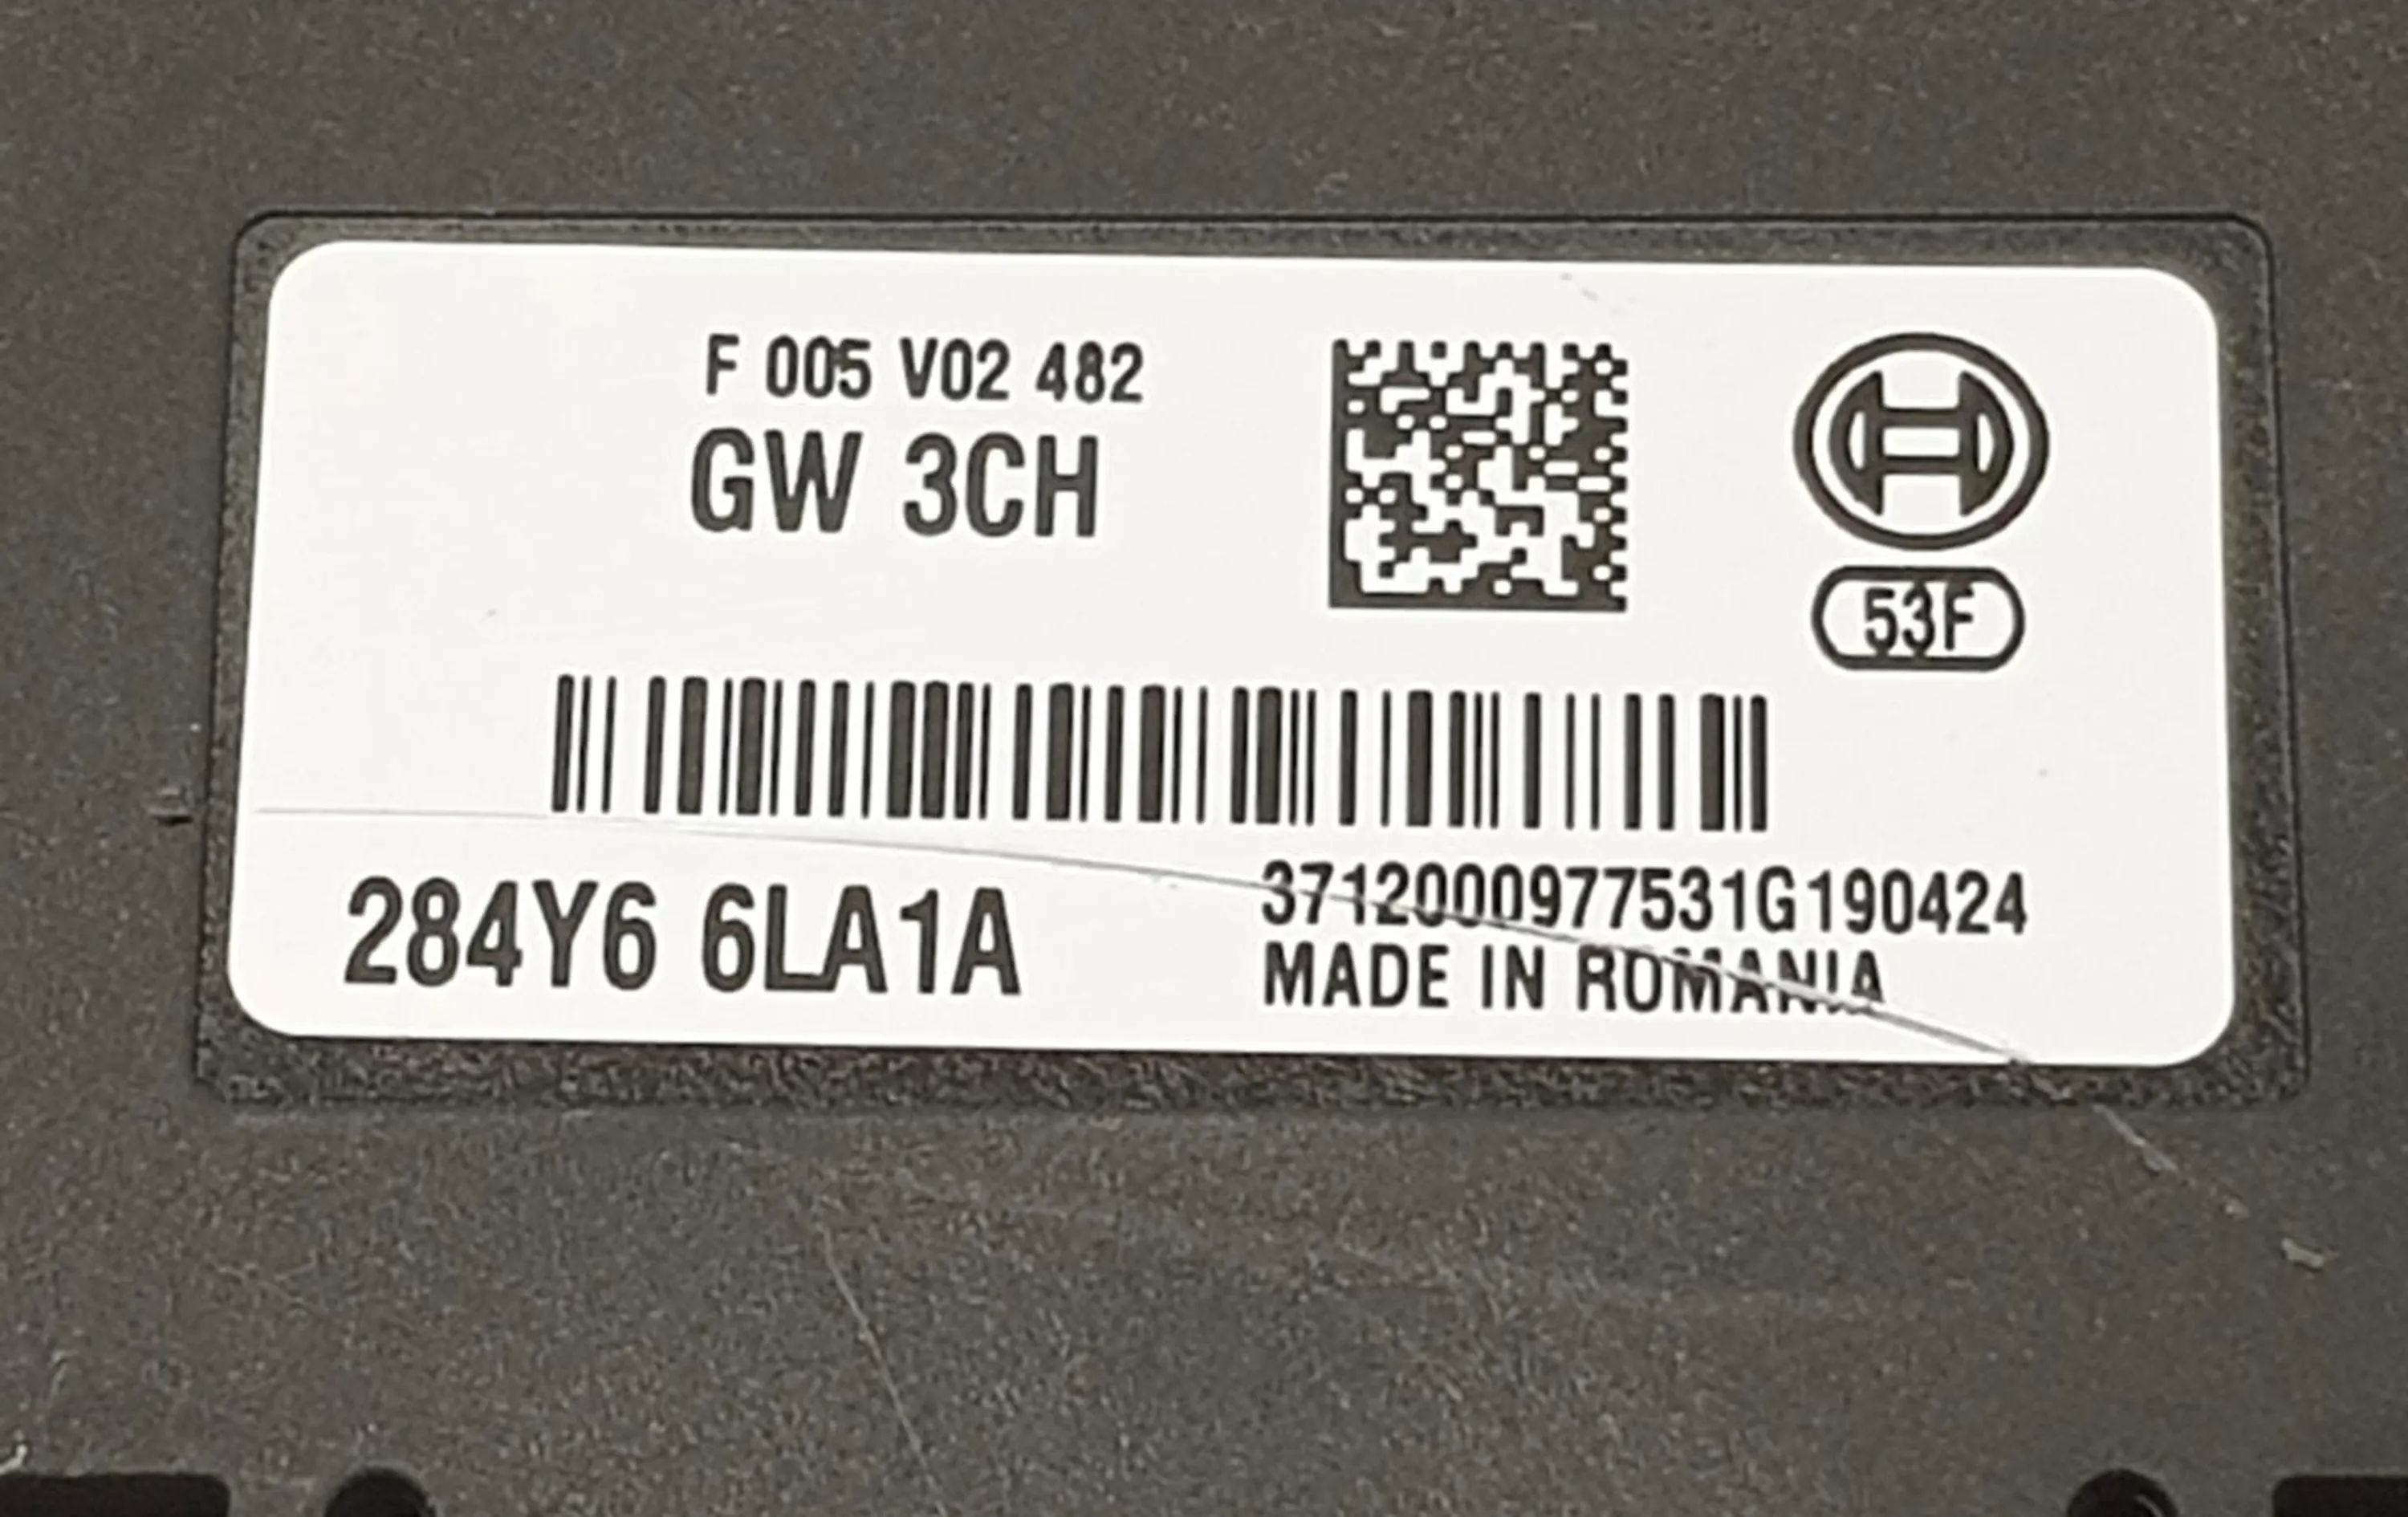 F 005 V02 482
GW 3CH
53F
284Y6 6LA1A
3712000977531G190424
MADE IN ROMANIA